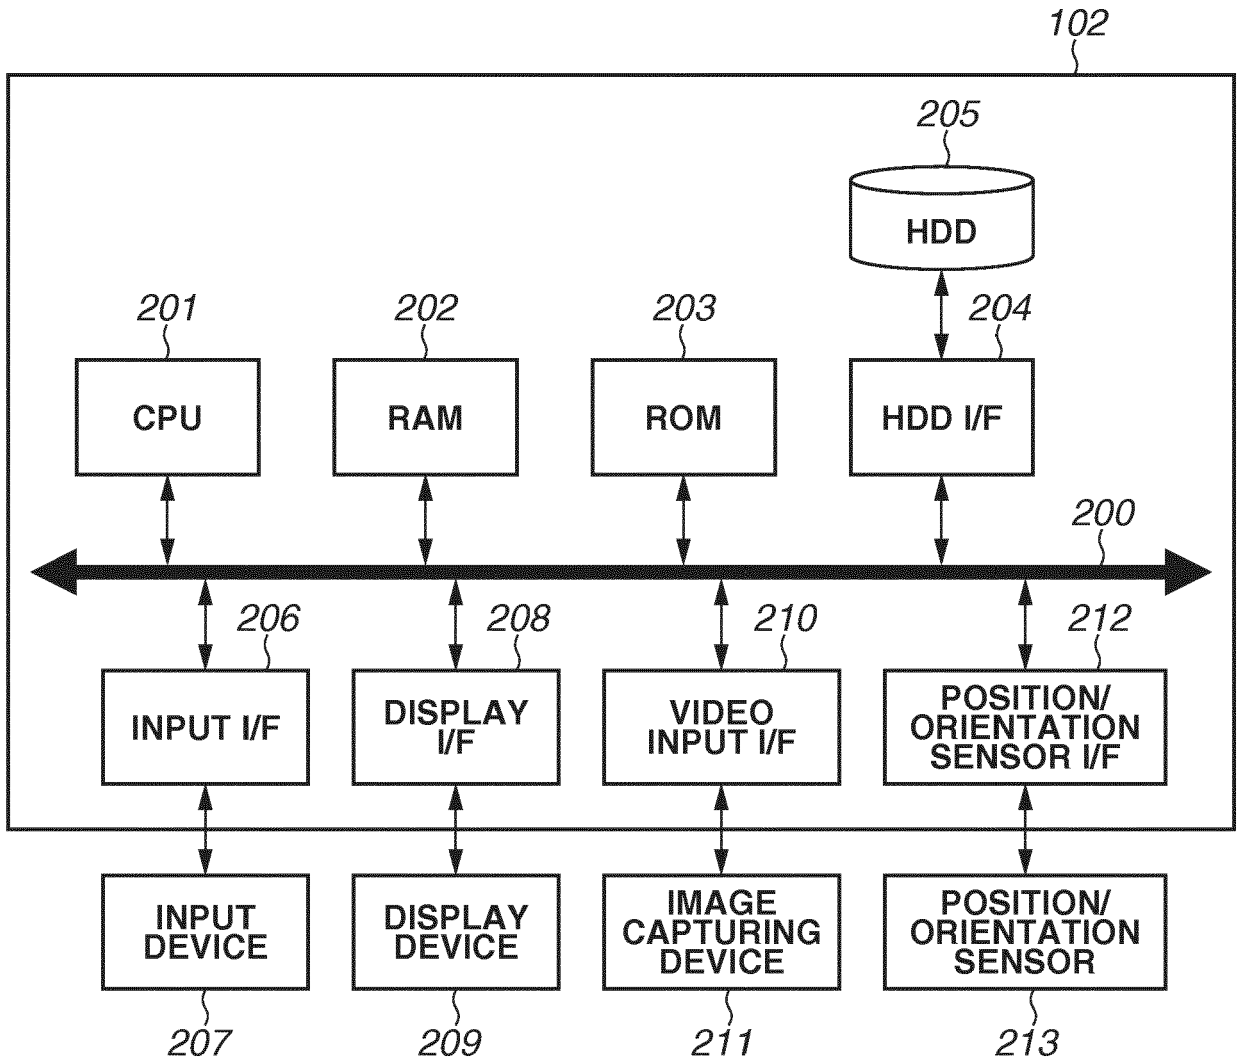 102
205
HDD
201
202
203
204
CPU
RAM
ROM
HDD I/F
200
206
208
210
212
INPUT I/F
DISPLAY
I/F
VIDEO
INPUT I/F
POSITION/
ORIENTATION
SENSOR I/F
INPUT
DEVICE
DISPLAY
DEVICE
IMAGE
CAPTURING
DEVICE
POSITION/
ORIENTATION
SENSOR
207
209
211
213